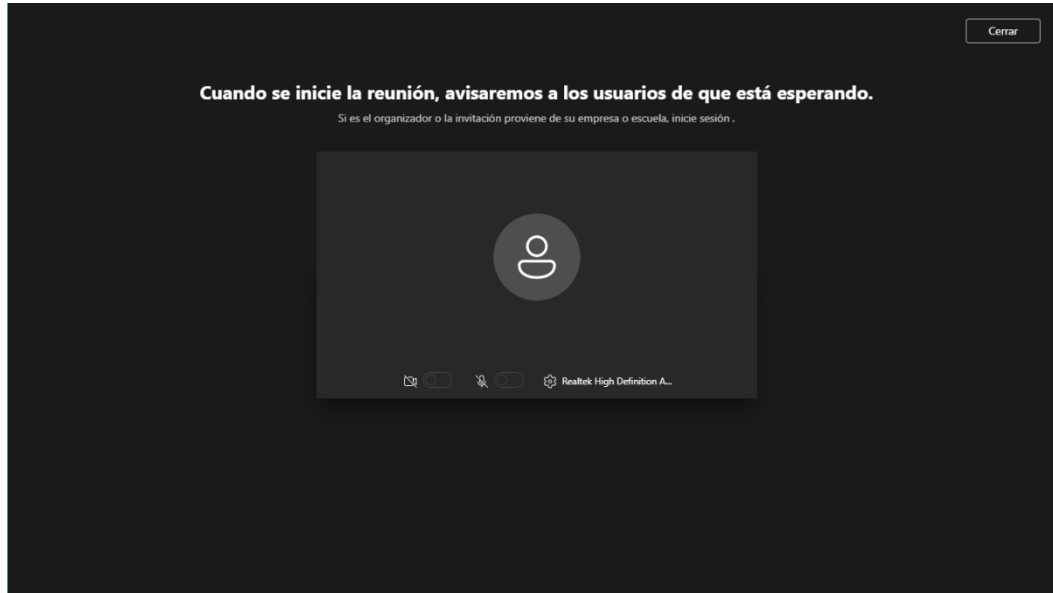 Cerrar
Cuando se inicie la reunión, avisaremos a los usuarios de que está esperando.
Si es el organizador o la invitación proviene de su empresa o escuela, inicie sesión .
Realtek High Definition A...